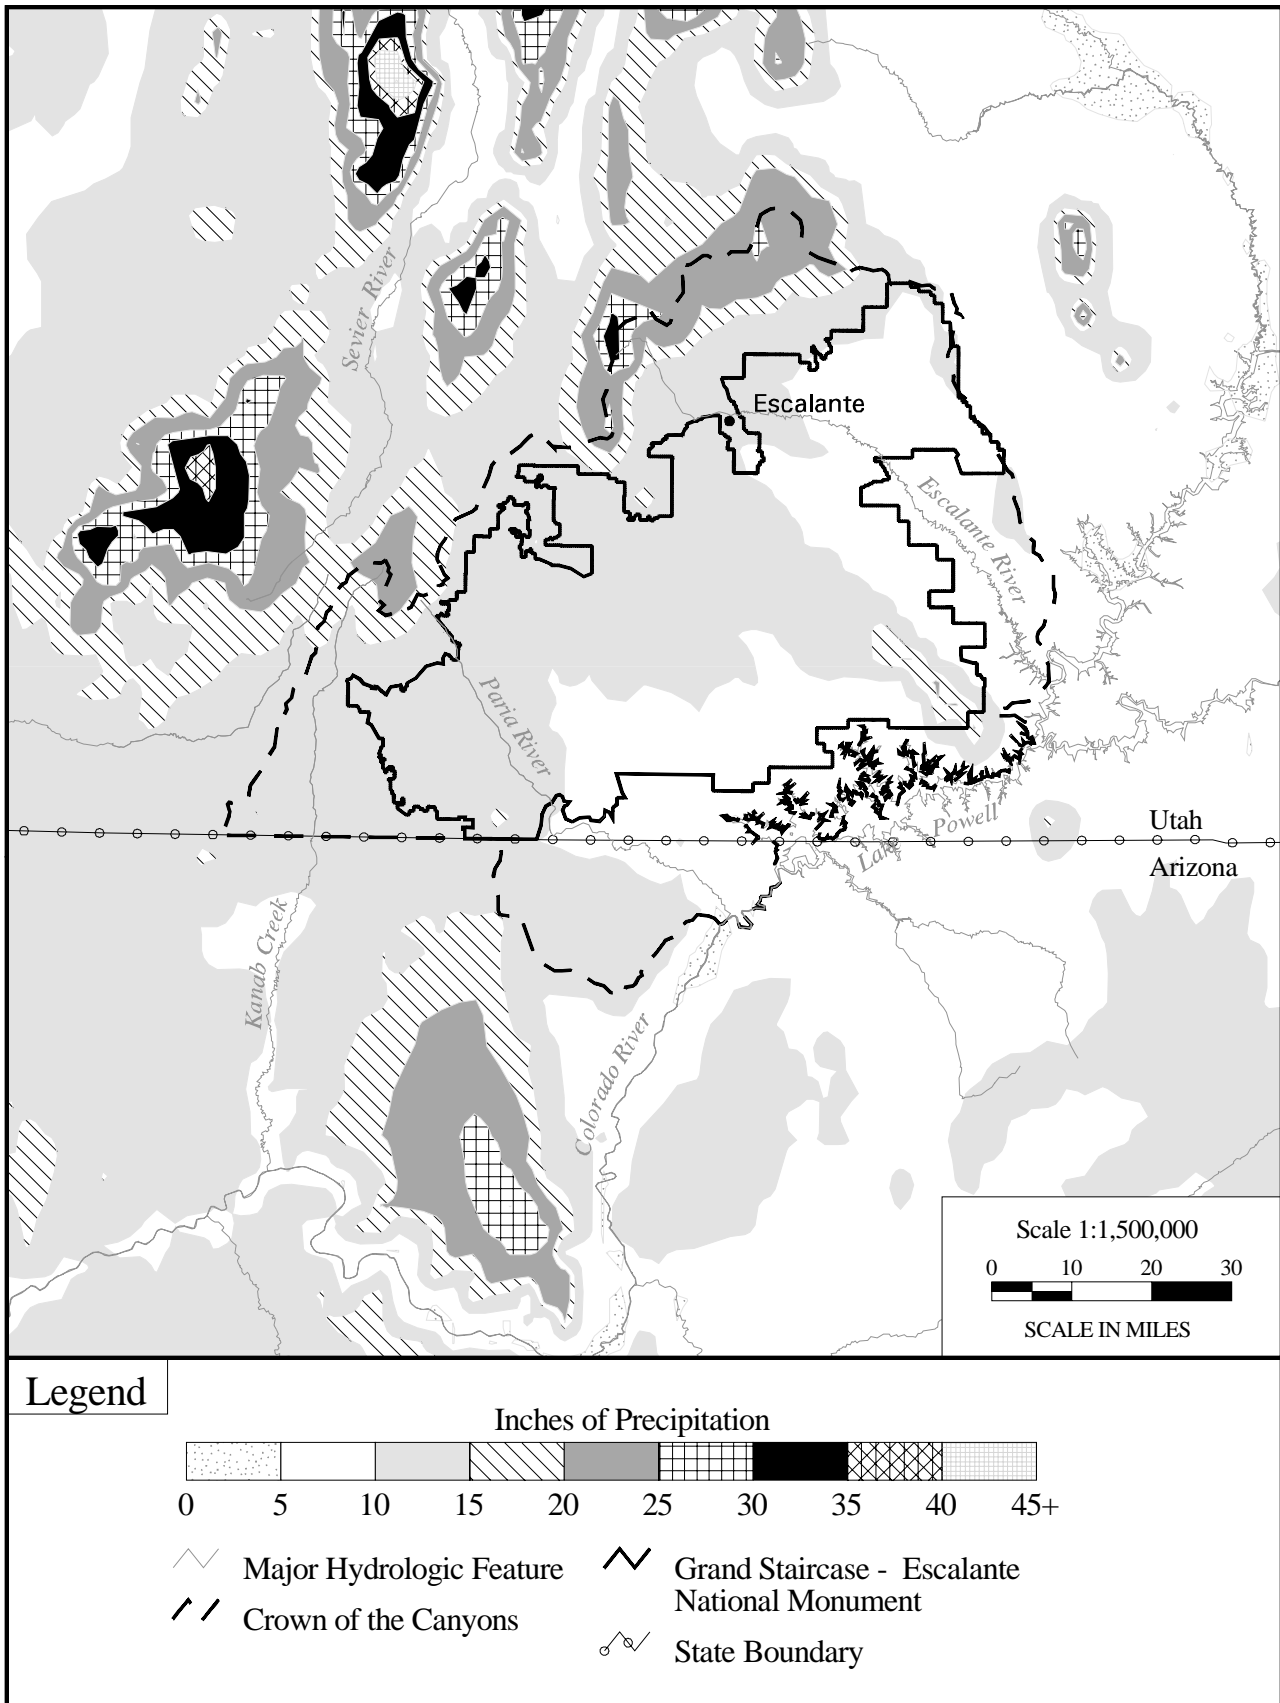 Sevier River
Escalante
Escalante River
Paria River
Utah
Lake Powell
Arizona
Kanab Creek
Colorado River
Scale 1:1,500,000
0 10 20 30
SCALE IN MILES
Legend
Inches of Precipitation
0 5 10 15 20 25 30 35 40 45+
Major Hydrologic Feature
Crown of the Canyons
Grand Staircase - Escalante
National Monument
State Boundary